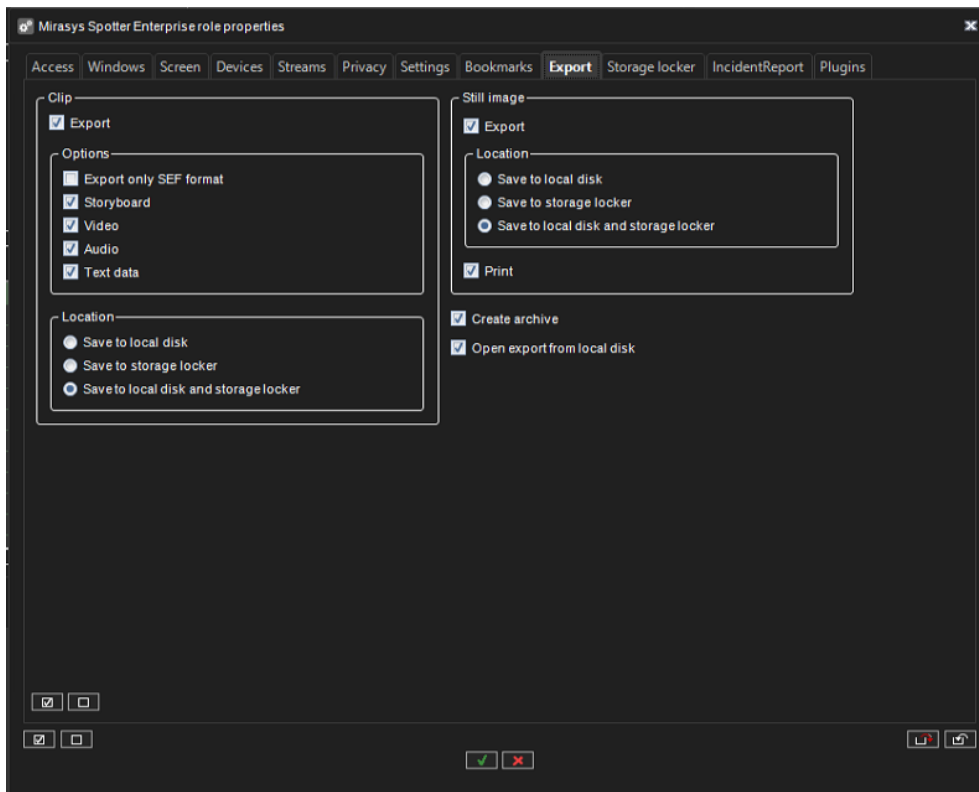 Mirasys Spotter Enterprise role properties
Access Windows Screen Devices Streams Privacy Settings Bookmarks Export Storage locker IncidentReport Plugins
Clip
Export
Options
Export only SEF format
Storyboard
Video
Audio
Text data
Location
Save to local disk
Save to storage locker
Save to local disk and storage locker
Still image
Export
Location
Save to local disk
Save to storage locker
Save to local disk and storage locker
Print
Create archive
Open export from local disk